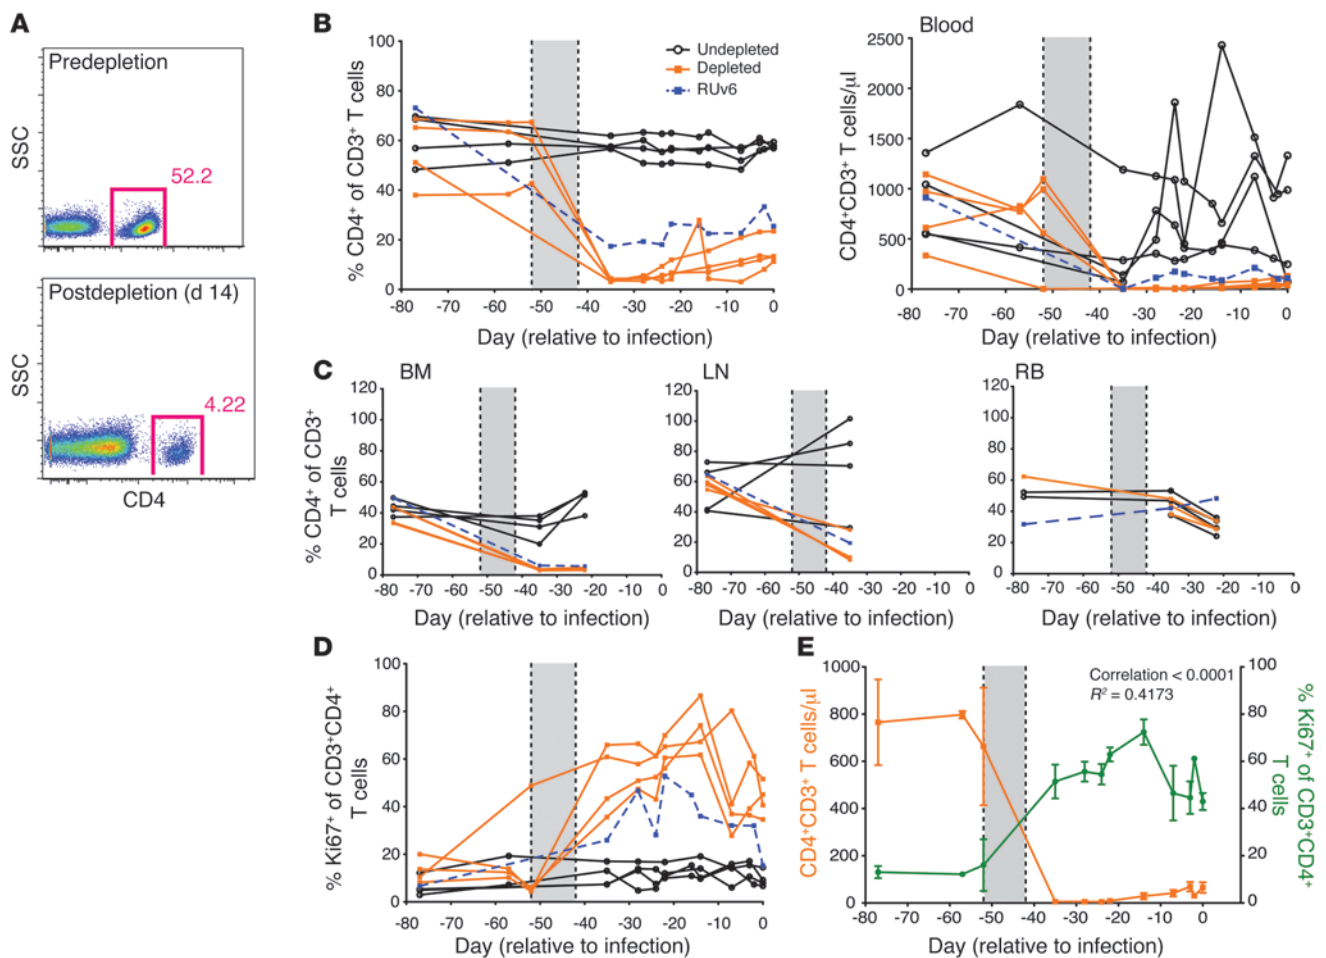 A
Predepletion
SSC
52.2
Postdepletion (d 14)
SSC
4.22
CD4
B
% CD4⁺ of CD3⁺ T cells
100
80
60
40
20
0
-80 -70 -60 -50 -40 -30 -20 -10 0
Day (relative to infection)
Undepleted
Depleted
RUv6
Blood
CD4⁺CD3⁺ T cells/µl
2500
2000
1500
1000
500
0
-80 -70 -60 -50 -40 -30 -20 -10 0
Day (relative to infection)
C
BM
% CD4⁺ of CD3⁺
T cells
120
100
80
60
40
20
0
-80 -70 -60 -50 -40 -30 -20 -10 0
Day (relative to infection)
LN
120
100
80
60
40
20
0
-80 -70 -60 -50 -40 -30 -20 -10 0
Day (relative to infection)
RB
120
100
80
60
40
20
0
-80 -70 -60 -50 -40 -30 -20 -10 0
Day (relative to infection)
D
% Ki67⁺ of CD3⁺CD4⁺
T cells
100
80
60
40
20
0
-80 -70 -60 -50 -40 -30 -20 -10 0
Day (relative to infection)
E
CD4⁺CD3⁺ T cells/µl
1000
800
600
400
200
0
Correlation < 0.0001
R² = 0.4173
100
80
60
40
20
0
% Ki67⁺ of CD3⁺CD4⁺
T cells
-80 -70 -60 -50 -40 -30 -20 -10 0
Day (relative to infection)